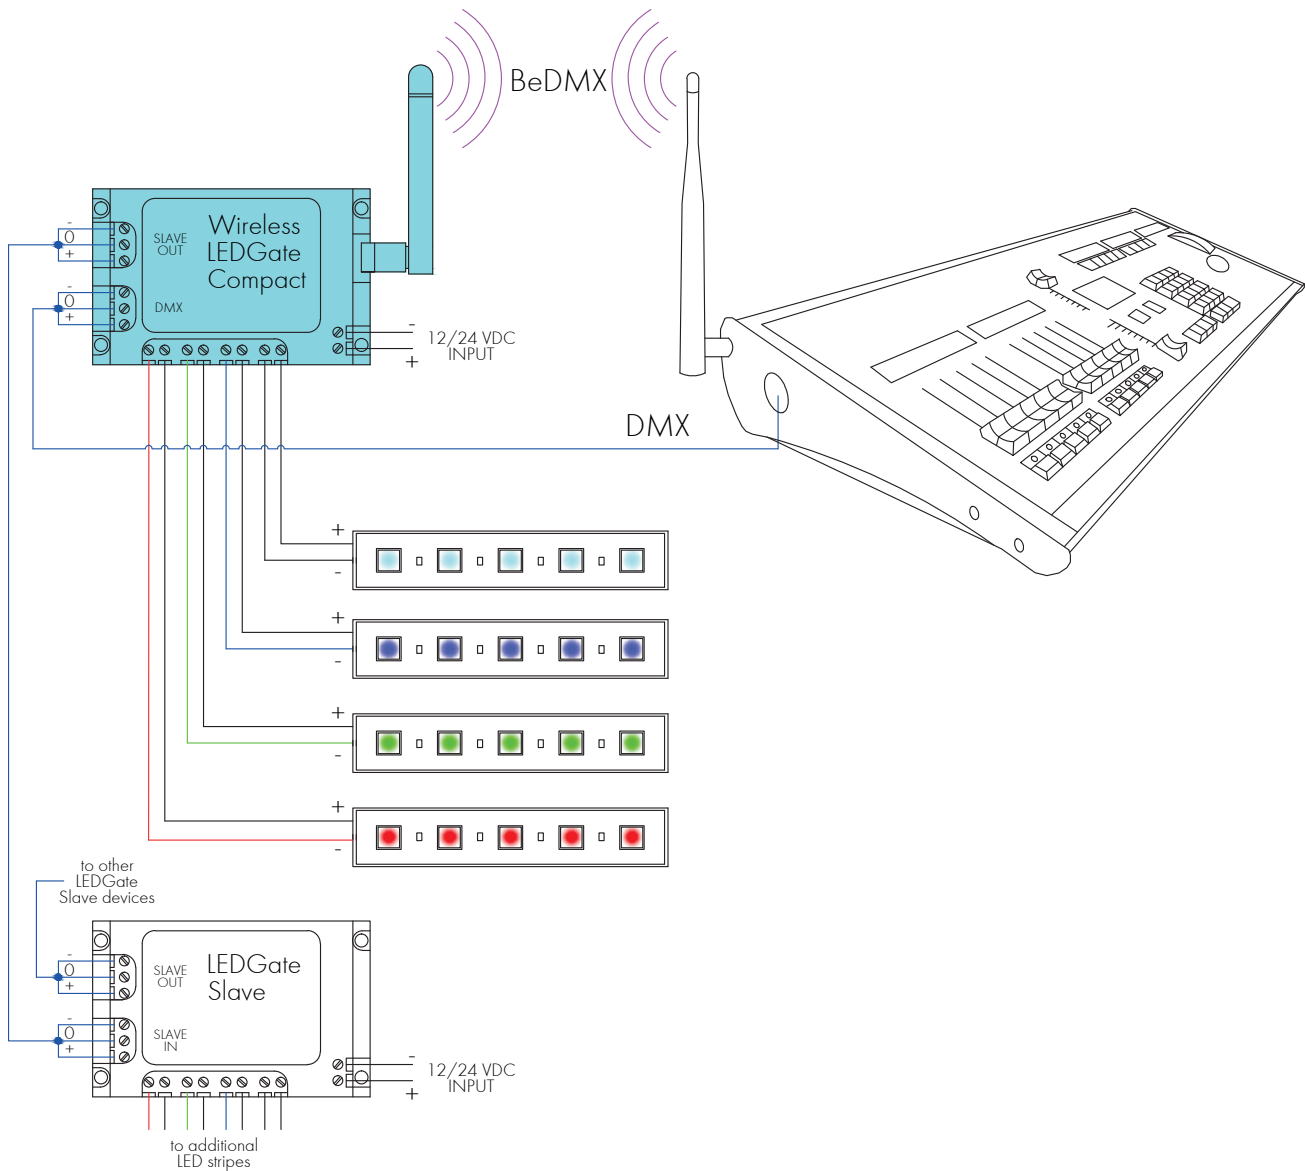 BeDMX
Wireless
LEDGate
Compact
-
0
+
SLAVE
OUT
-
0
+
DMX
-
12/24 VDC
INPUT
+
DMX
+
-
+
-
+
-
+
-
to other
LEDGate
Slave devices
LEDGate
Slave
-
0
+
SLAVE
OUT
-
0
+
SLAVE
IN
-
12/24 VDC
INPUT
+
to additional
LED stripes